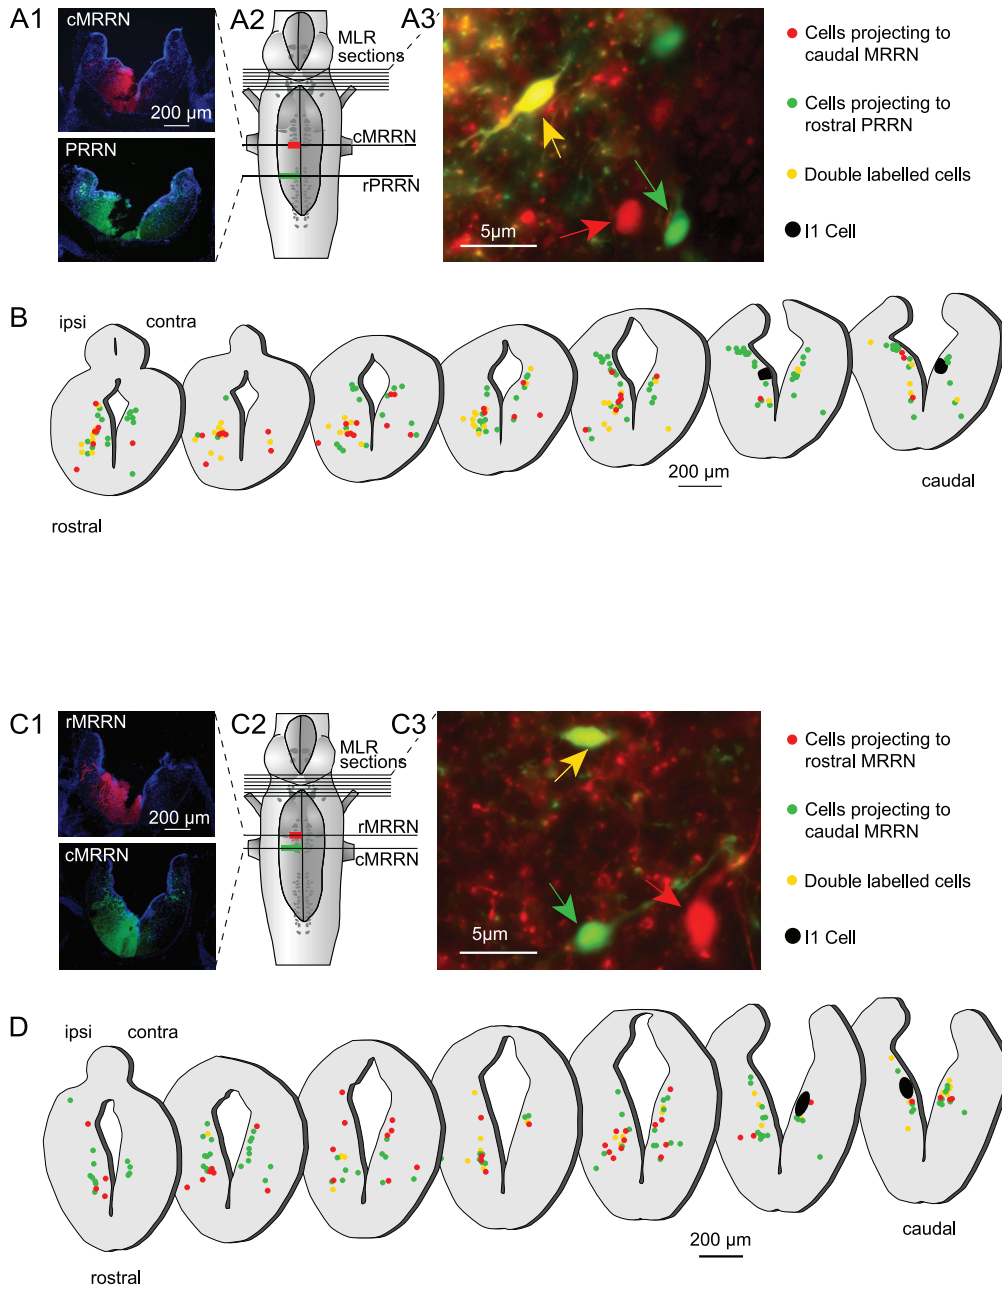 A1
cMRRN
200 µm
PRRN
A2
MLR
sections
cMRRN
rPRRN
A3
5µm
Cells projecting to
caudal MRRN
Cells projecting to
rostral PRRN
Double labelled cells
I1 Cell
B
ipsi
contra
200 µm
rostral
caudal
C1
rMRRN
200 µm
cMRRN
C2
MLR
sections
rMRRN
cMRRN
C3
5µm
Cells projecting to
rostral MRRN
Cells projecting to
caudal MRRN
Double labelled cells
I1 Cell
D
ipsi
contra
200 µm
rostral
caudal